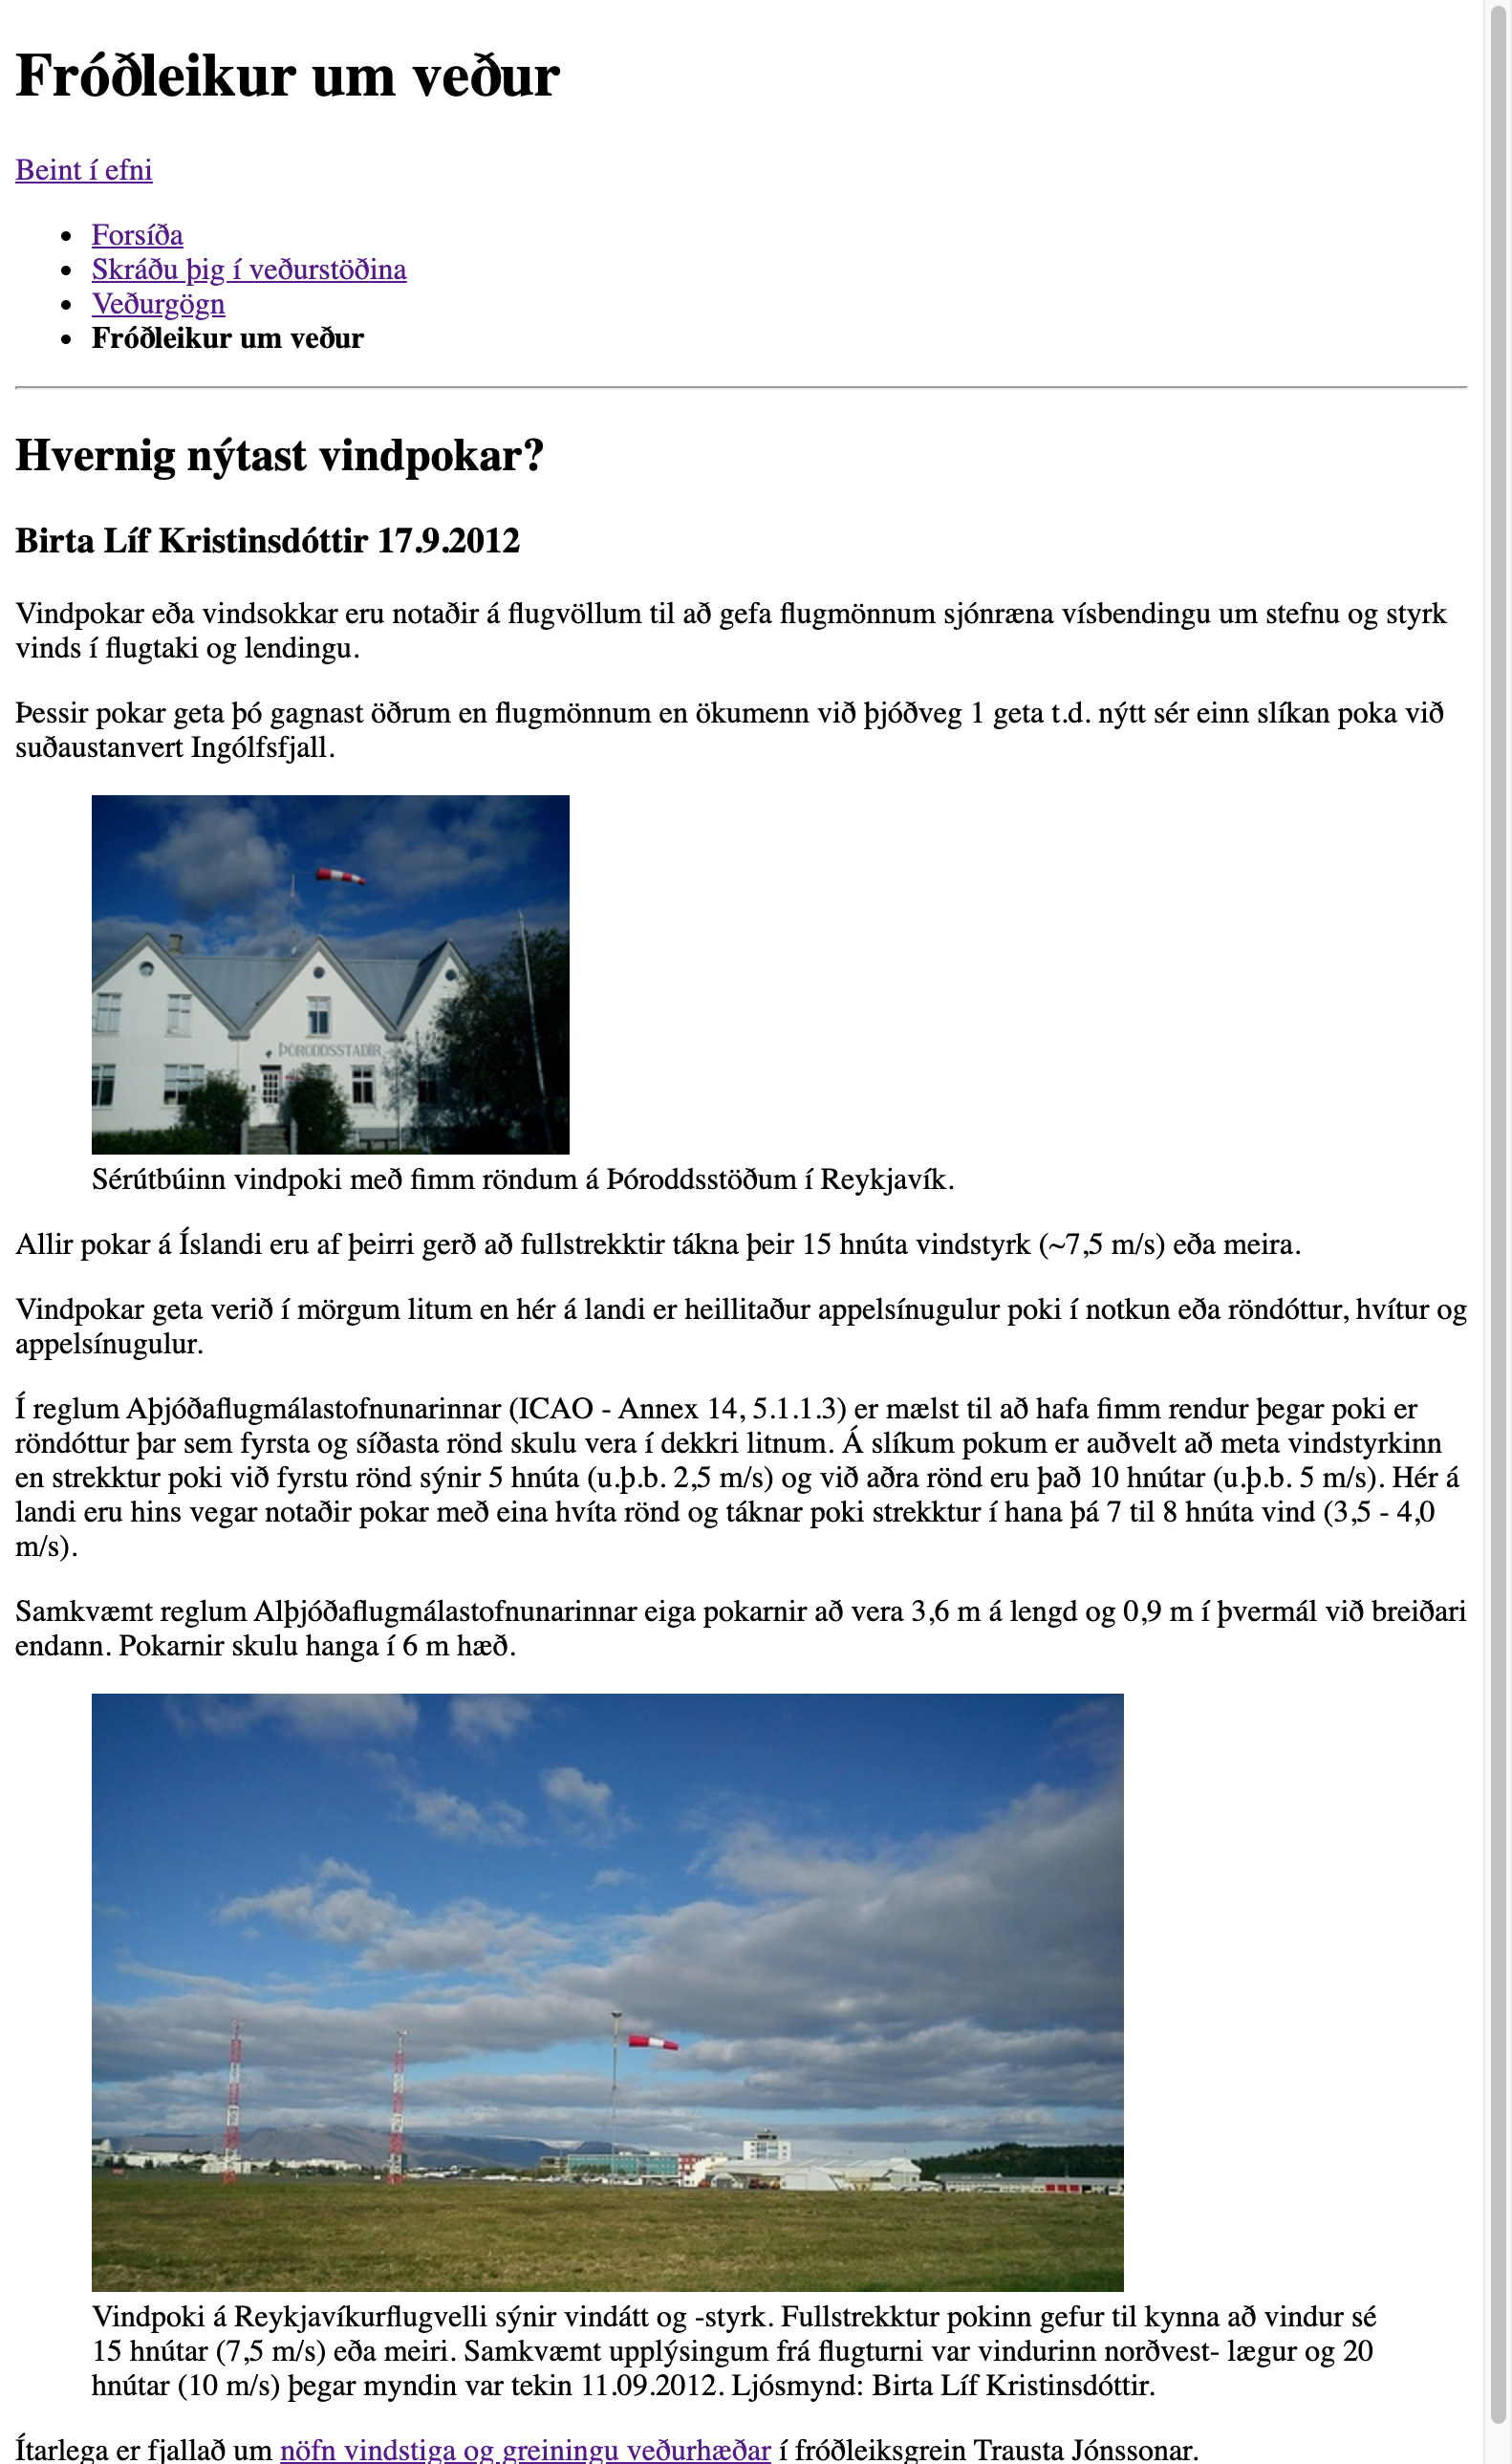 Fróðleikur um veður
Beint í efni
Forsíða
Skráðu þig í veðurstöðina
Veðurgögn
Fróðleikur um veður
Hvernig nýtast vindpokar?
Birta Líf Kristinsdóttir 17.9.2012
Vindpokar eða vindsokkar eru notaðir á flugvöllum til að gefa flugmönnum sjónræna vísbendingu um stefnu og styrk
vinds í flugtaki og lendingu.
Þessir pokar geta þó gagnast öðrum en flugmönnum en ökumenn við þjóðveg 1 geta t.d. nýtt sér einn slíkan poka við
suðaustanvert Ingólfsfjall.
ÞÓRODDSSTAÐIR
Sérútbúinn vindpoki með fimm röndum á Þóroddsstöðum í Reykjavík.
Allir pokar á Íslandi eru af þeirri gerð að fullstrekktir tákna þeir 15 hnúta vindstyrk (~7,5 m/s) eða meira.
Vindpokar geta verið í mörgum litum en hér á landi er heillitaður appelsínugulur poki í notkun eða röndóttur, hvítur og
appelsínugulur.
Í reglum Aþjóðaflugmálastofnunarinnar (ICAO - Annex 14, 5.1.1.3) er mælst til að hafa fimm rendur þegar poki er
röndóttur þar sem fyrsta og síðasta rönd skulu vera í dekkri litnum. Á slíkum pokum er auðvelt að meta vindstyrkinn
en strekktur poki við fyrstu rönd sýnir 5 hnúta (u.þ.b. 2,5 m/s) og við aðra rönd eru það 10 hnútar (u.þ.b. 5 m/s). Hér á
landi eru hins vegar notaðir pokar með eina hvíta rönd og táknar poki strekktur í hana þá 7 til 8 hnúta vind (3,5 - 4,0
m/s).
Samkvæmt reglum Alþjóðaflugmálastofnunarinnar eiga pokarnir að vera 3,6 m á lengd og 0,9 m í þvermál við breiðari
endann. Pokarnir skulu hanga í 6 m hæð.
Vindpoki á Reykjavíkurflugvelli sýnir vindátt og -styrk. Fullstrekktur pokinn gefur til kynna að vindur sé
15 hnútar (7,5 m/s) eða meiri. Samkvæmt upplýsingum frá flugturni var vindurinn norðvest- lægur og 20
hnútar (10 m/s) þegar myndin var tekin 11.09.2012. Ljósmynd: Birta Líf Kristinsdóttir.
Ítarlega er fjallað um nöfn vindstiga og greiningu veðurhæðar í fróðleiksgrein Trausta Jónssonar.